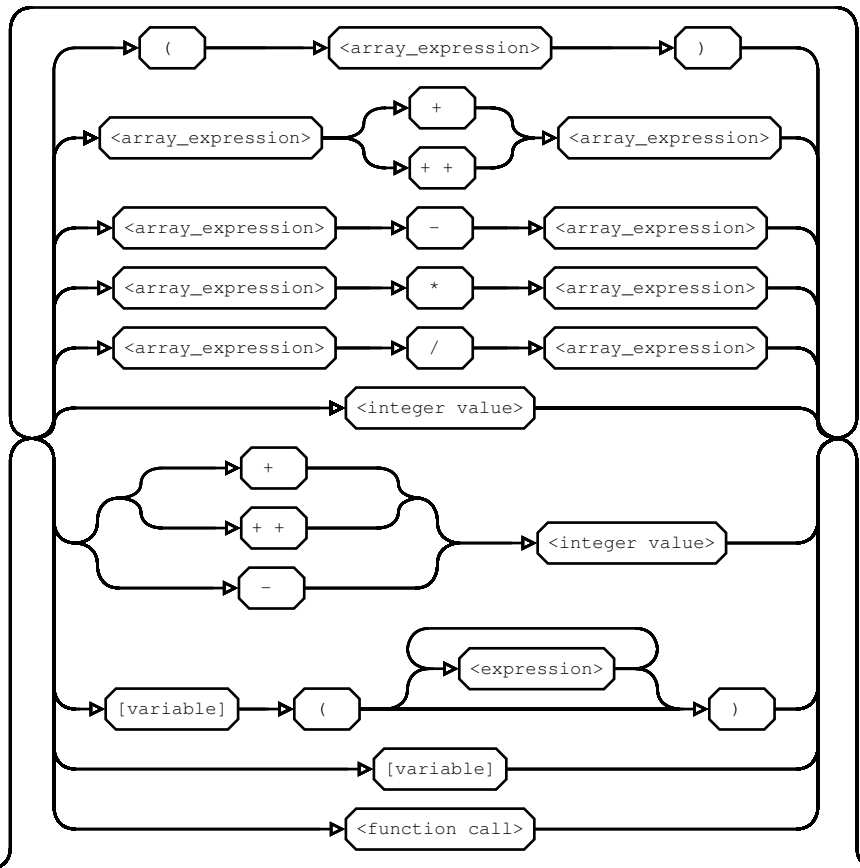 ( <array_expression> )
+
<array_expression> <array_expression>
+ +
<array_expression> - <array_expression>
<array_expression> * <array_expression>
<array_expression> / <array_expression>
<integer value>
+
+ +
<integer value>
-
<expression>
[variable] ( )
[variable]
<function call>